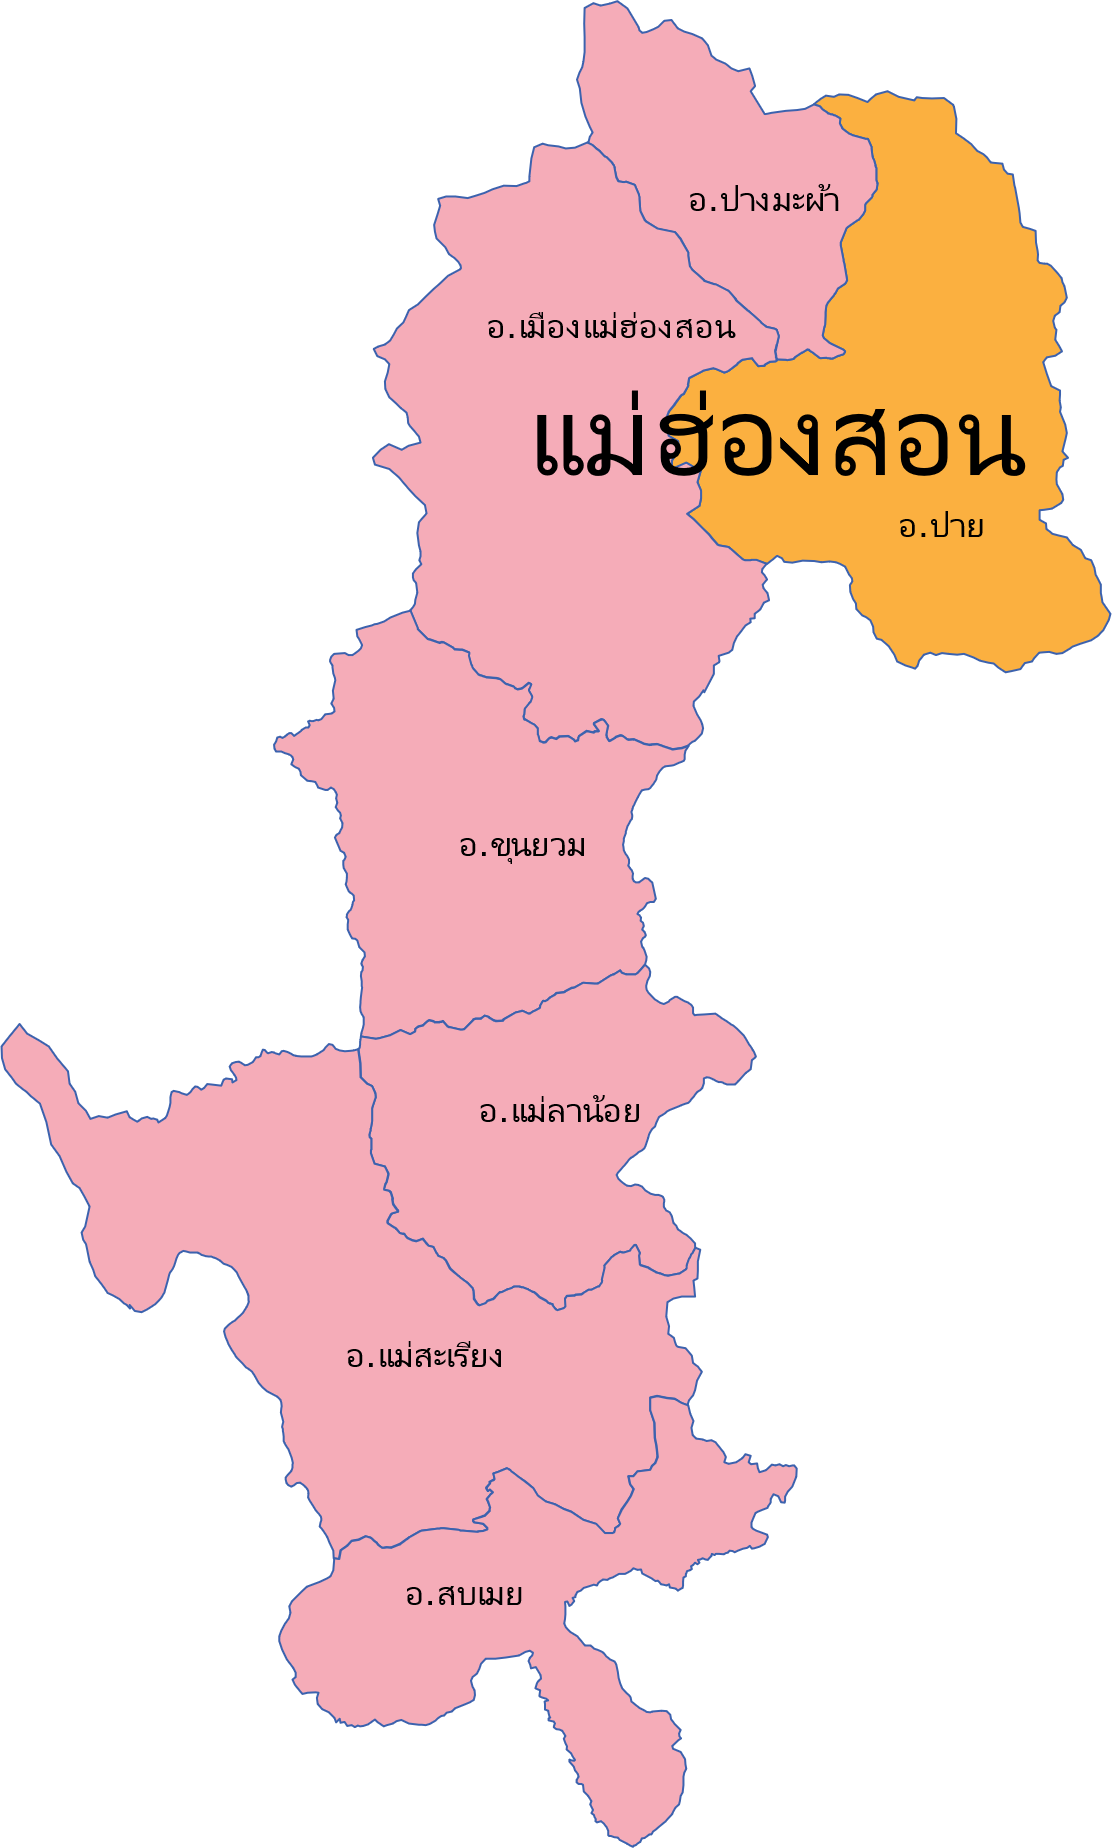 อ.ปางมะผ้า
อ.เมืองแม่ฮ่องสอน
แม่ฮ่องสอน
อ.ปาย
อ.ขุนยวม
อ.แม่ลาน้อย
อ.แม่สะเรียง
อ.สบเมย